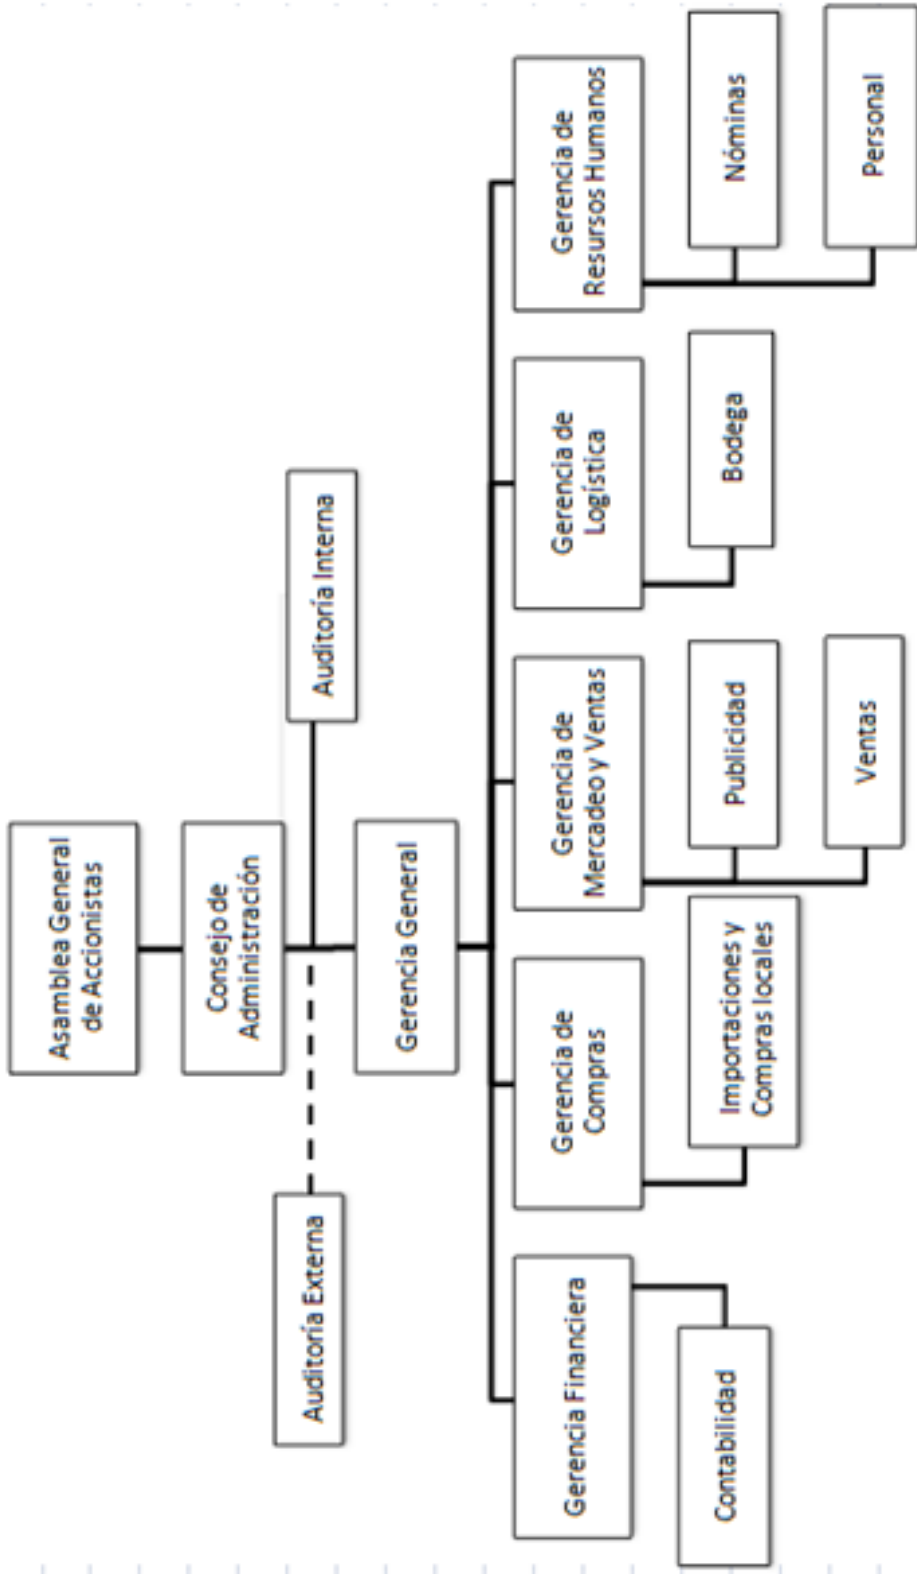 Asamblea General
de Accionistas
Consejo de
Administración
Auditoría Externa
Auditoría Interna
Gerencia General
Gerencia Financiera
Gerencia de
Compras
Gerencia de
Mercadeo y Ventas
Gerencia de
Logística
Gerencia de
Resursos Humanos
Contabilidad
Importaciones y
Compras locales
Publicidad
Bodega
Nóminas
Ventas
Personal